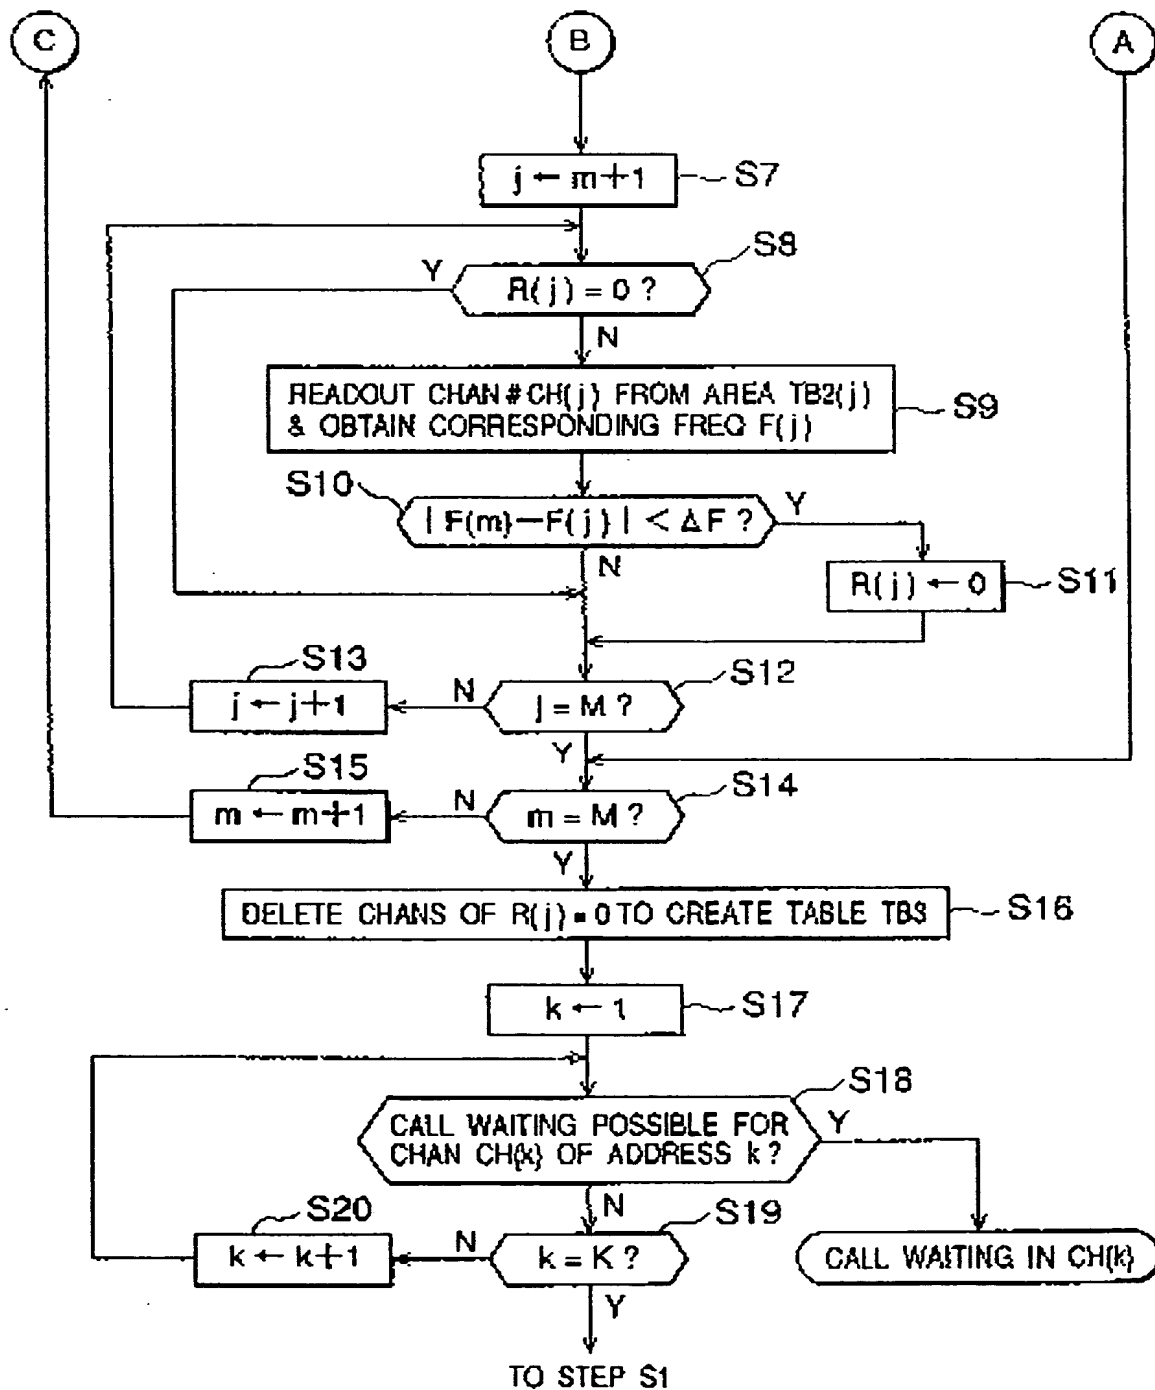 C
B
A
j ← m+1
S7
S8
Y
R(j) = 0 ?
N
READOUT CHAN # CH(j) FROM AREA TB2(j)
& OBTAIN CORRESPONDING FREQ F(j)
S9
S10
| F(m) - F(j) | < ΔF ?
Y
N
R(j) ← 0
S11
S13
j ← j+1
N
S12
j = M ?
Y
S15
m ← m+1
N
S14
m = M ?
Y
DELETE CHANS OF R(j) = 0 TO CREATE TABLE TB3
S16
k ← 1
S17
S18
CALL WAITING POSSIBLE FOR
CHAN CH(k) OF ADDRESS k ?
Y
N
S20
k ← k+1
N
S19
k = K ?
Y
CALL WAITING IN CH(k)
TO STEP S1